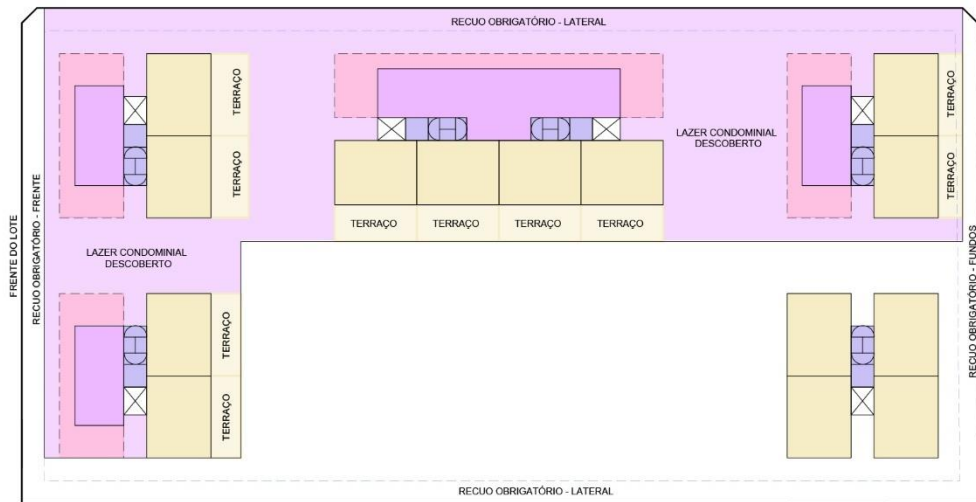 RECUO OBRIGATÓRIO - LATERAL
TERRAÇO
TERRAÇO
TERRAÇO
TERRAÇO
LAZER CONDOMINIAL
DESCOBERTO
TERRAÇO
TERRAÇO
TERRAÇO
TERRAÇO
FRENTE DO LOTE
RECUO OBRIGATÓRIO - FRENTE
LAZER CONDOMINIAL
DESCOBERTO
TERRAÇO
TERRAÇO
RECUO OBRIGATÓRIO - FUNDOS
RECUO OBRIGATÓRIO - LATERAL